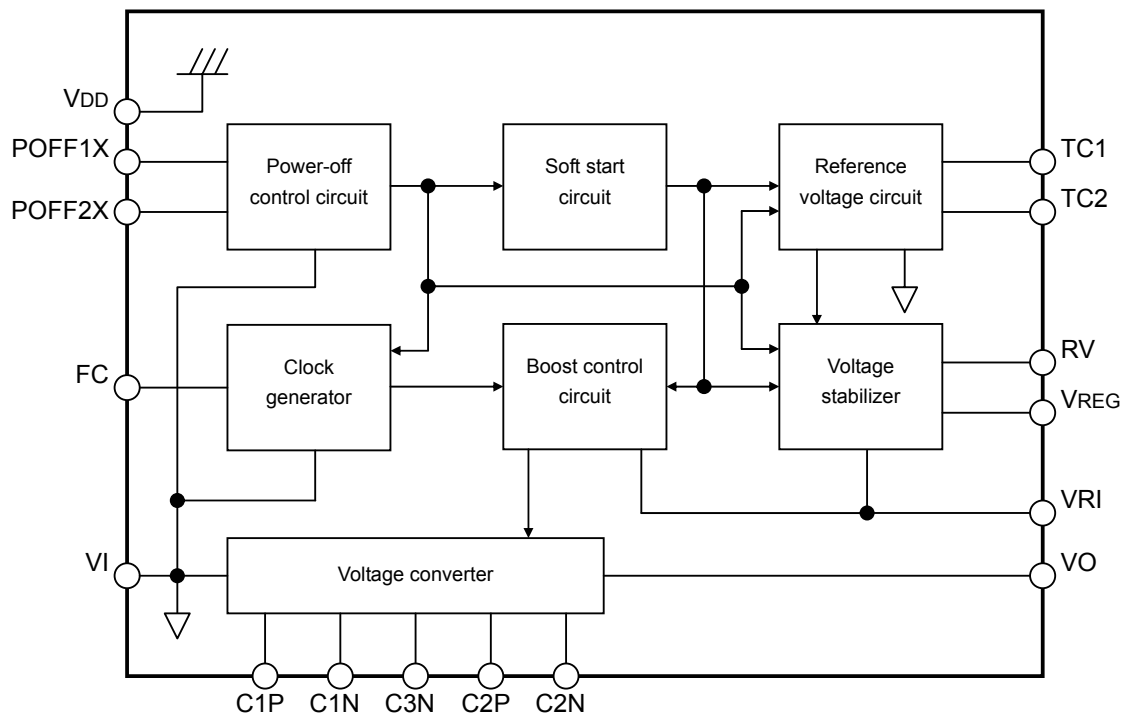 VDD
POFF1X
POFF2X
Power-off
control circuit
Soft start
circuit
Reference
voltage circuit
TC1
TC2
FC
Clock
generator
Boost control
circuit
Voltage
stabilizer
RV
VREG
VRI
VI
Voltage converter
VO
C1P
C1N
C3N
C2P
C2N